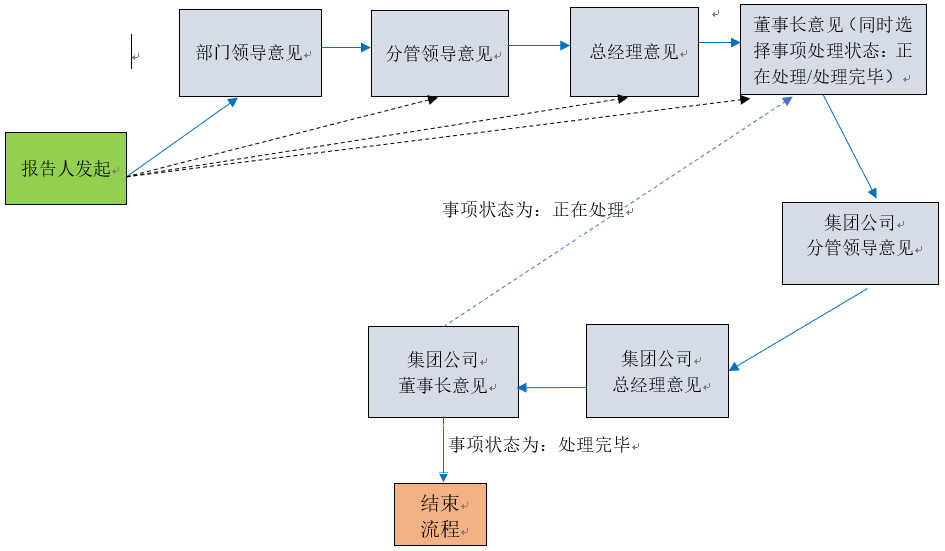 部门领导意见
分管领导意见
总经理意见
董事长意见（同时选
择事项处理状态：正
在处理/处理完毕）
报告人发起
事项状态为：正在处理
集团公司
分管领导意见
集团公司
董事长意见
集团公司
总经理意见
事项状态为：处理完毕
结束
流程